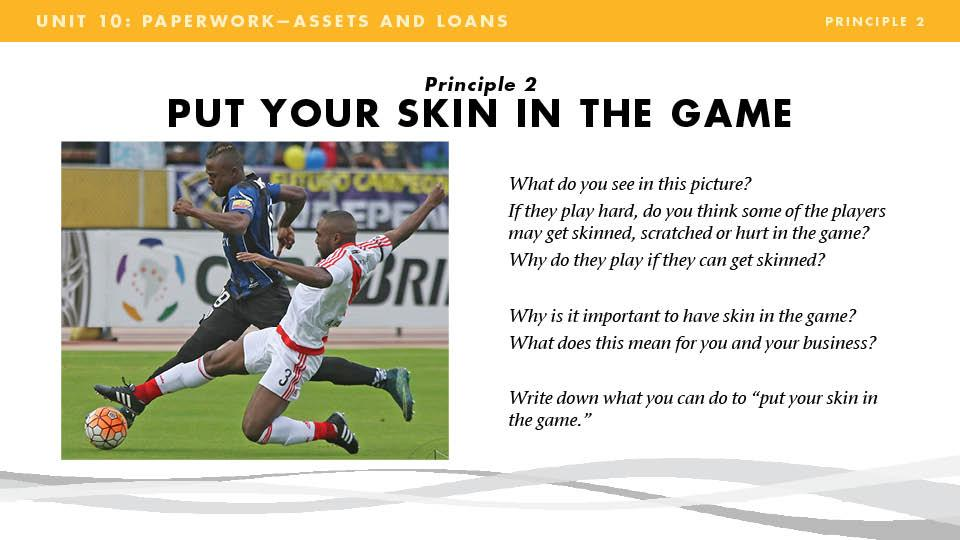 UNIT 10: PAPERWORK—ASSETS AND LOANS
PRINCIPLE 2
Principle 2
PUT YOUR SKIN IN THE GAME
FUTURO CAMPEON
What do you see in this picture?
If they play hard, do you think some of the players
may get skinned, scratched or hurt in the game?
Why do they play if they can get skinned?
Why is it important to have skin in the game?
What does this mean for you and your business?
Write down what you can do to “put your skin in
the game.”
3